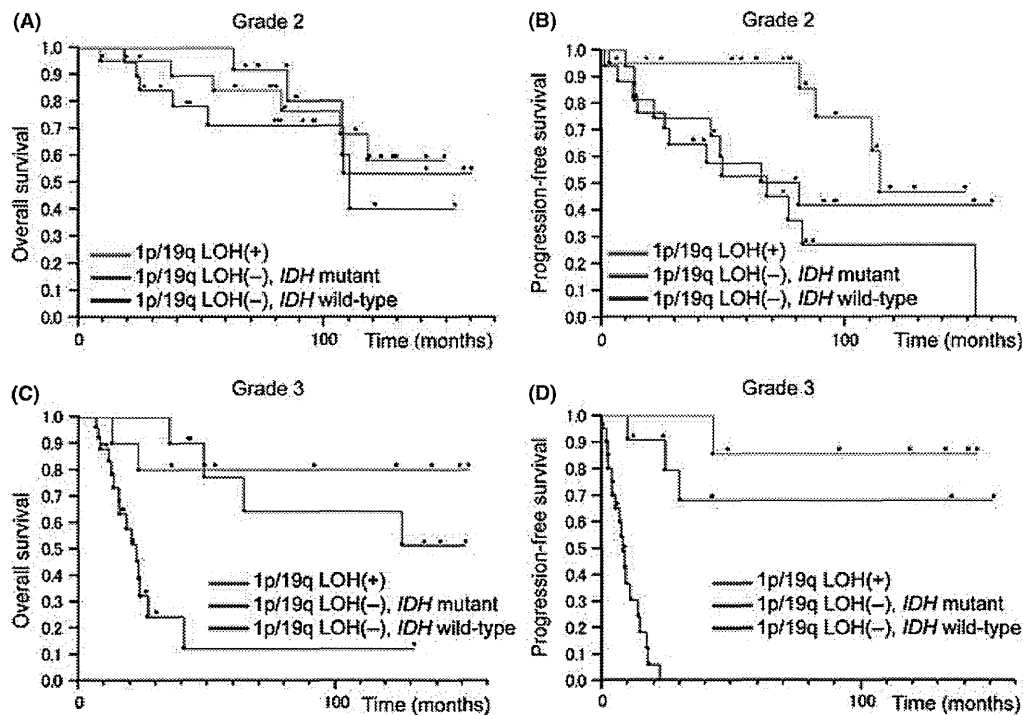 (A)
Grade 2
Overall survival
1.0
0.9
0.8
0.7
0.6
0.5
0.4
0.3
0.2
0.1
0.0
1p/19q LOH(+)
1p/19q LOH(−), IDH mutant
1p/19q LOH(−), IDH wild-type
0
100
Time (months)
(B)
Grade 2
Progression-free survival
1.0
0.9
0.8
0.7
0.6
0.5
0.4
0.3
0.2
0.1
0.0
1p/19q LOH(+)
1p/19q LOH(−), IDH mutant
1p/19q LOH(−), IDH wild-type
0
100
Time (months)
(C)
Grade 3
Overall survival
1.0
0.9
0.8
0.7
0.6
0.5
0.4
0.3
0.2
0.1
0.0
1p/19q LOH(+)
1p/19q LOH(−), IDH mutant
1p/19q LOH(−), IDH wild-type
0
100
Time (months)
(D)
Grade 3
Progression-free survival
1.0
0.9
0.8
0.7
0.6
0.5
0.4
0.3
0.2
0.1
0.0
1p/19q LOH(+)
1p/19q LOH(−), IDH mutant
1p/19q LOH(−), IDH wild-type
0
100
Time (months)